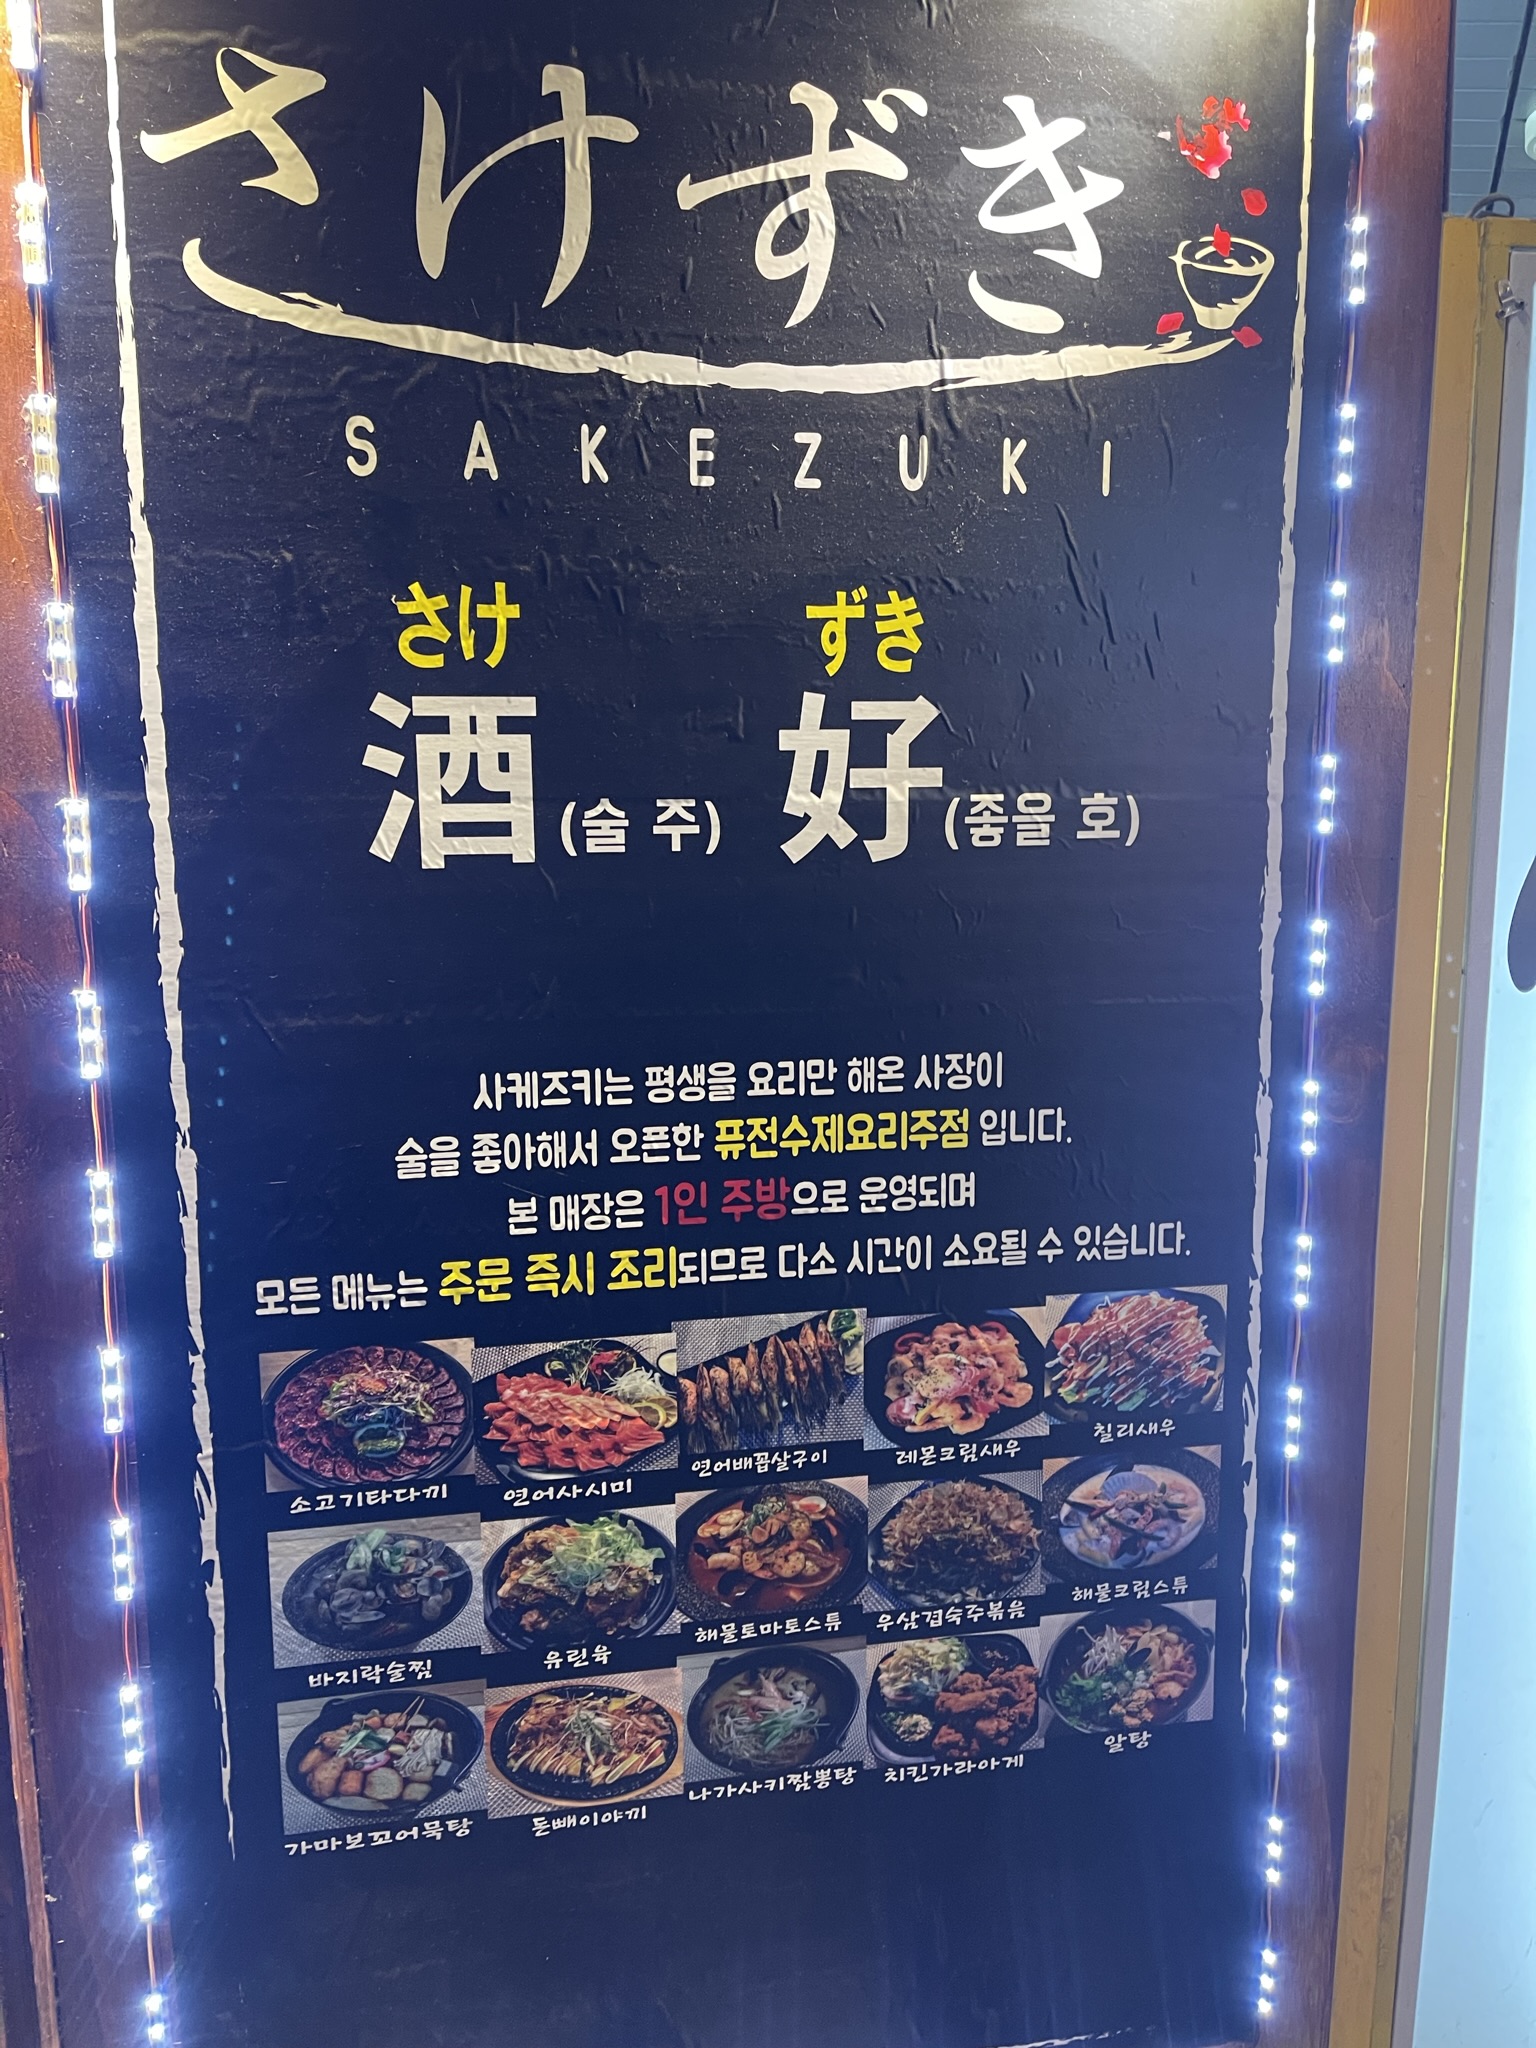 さけずき
SAKEZUKI
さけ ずき
酒(술 주) 好(좋을 호)
사케즈키는 평생을 요리만 해온 사장이
술을 좋아해서 오픈한 퓨전수제요리주점 입니다.
본 매장은 1인 주방으로 운영되며
모든 메뉴는 주문 즉시 조리되므로 다소 시간이 소요될 수 있습니다.
소고기타다끼 연어사시미 연어배꼽살구이 레몬크림새우 칠리새우
바지락술찜 유린육 해물토마토스튜 우삼겹숙주볶음 해물크림스튜
가마보꼬어묵탕 돈빼이야끼 나가사키짬뽕탕 치킨가라아게 알탕